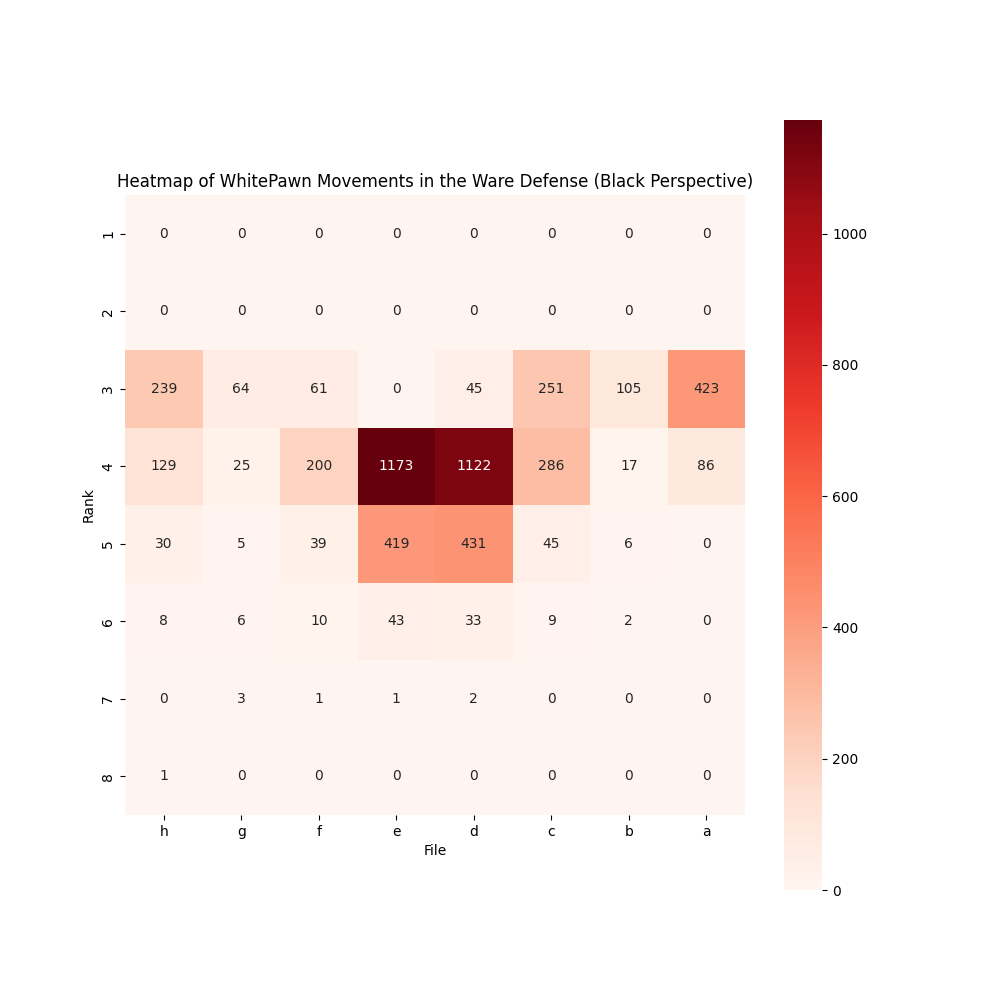 Heatmap of WhitePawn Movements in the Ware Defense (Black Perspective)
1 0 0 0 0 0 0 0 0
2 0 0 0 0 0 0 0 0
3 239 64 61 0 45 251 105 423
4 129 25 200 1173 1122 286 17 86
5 30 5 39 419 431 45 6 0
6 8 6 10 43 33 9 2 0
7 0 3 1 1 2 0 0 0
8 1 0 0 0 0 0 0 0
h g f e d c b a
File
Rank
1000
800
600
400
200
0